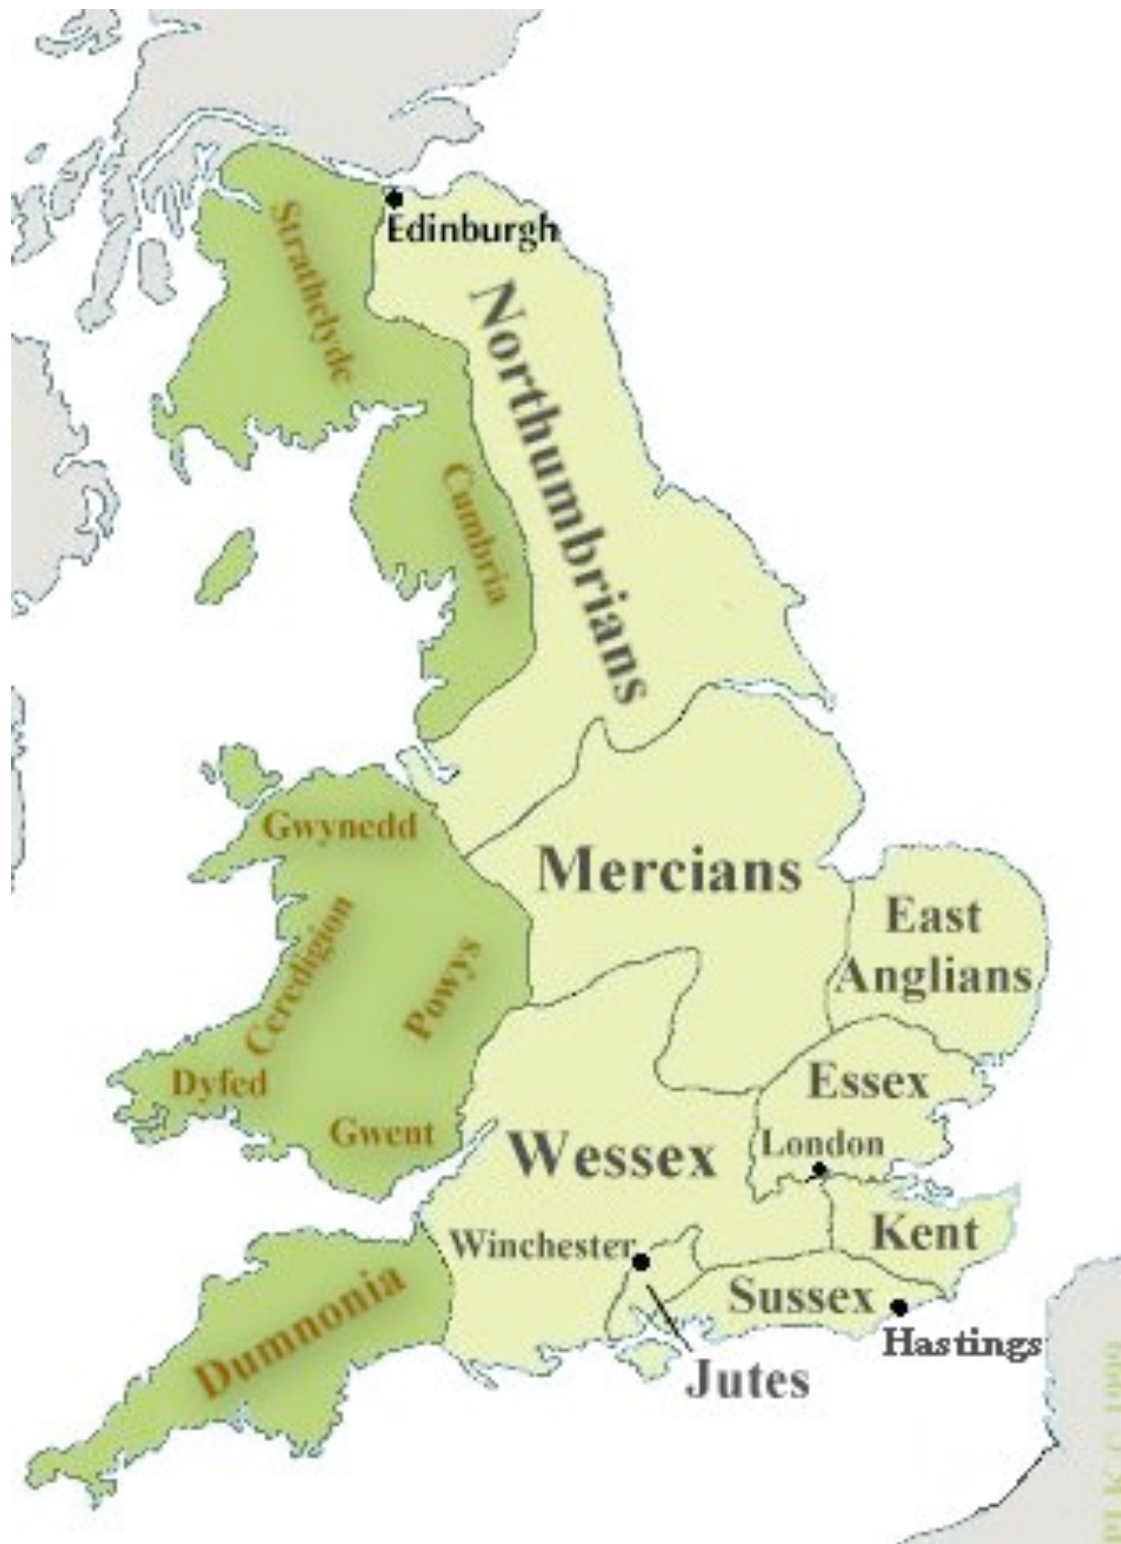 Strathclyde
Edinburgh
Northumbrians
Cumbria
Gwynedd
Mercians
East
Anglians
Ceredigion
Powys
Dyfed
Essex
Gwent
Wessex
London
Kent
Winchester
Sussex
Dumnonia
Hastings
Jutes